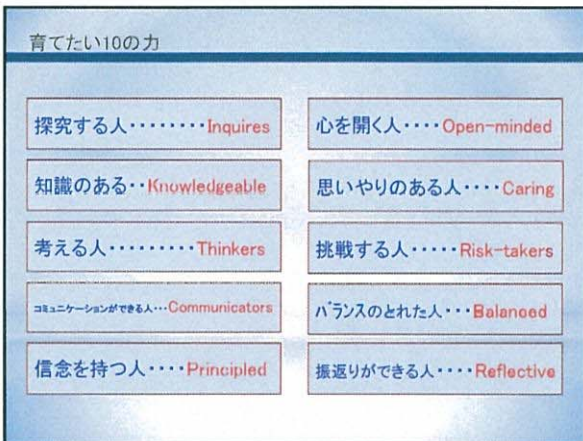 育てたい10の力
探究する人・・・・・・・・Inquires
知識のある・・Knowledgeable
考える人・・・・・・・・・Thinkers
コミュニケーションができる人・・・Communicators
信念を持つ人・・・・Principled
心を開く人・・・・Open-minded
思いやりのある人・・・・Caring
挑戦する人・・・・・Risk-takers
バランスのとれた人・・・Balanced
振返りができる人・・・・Reflective